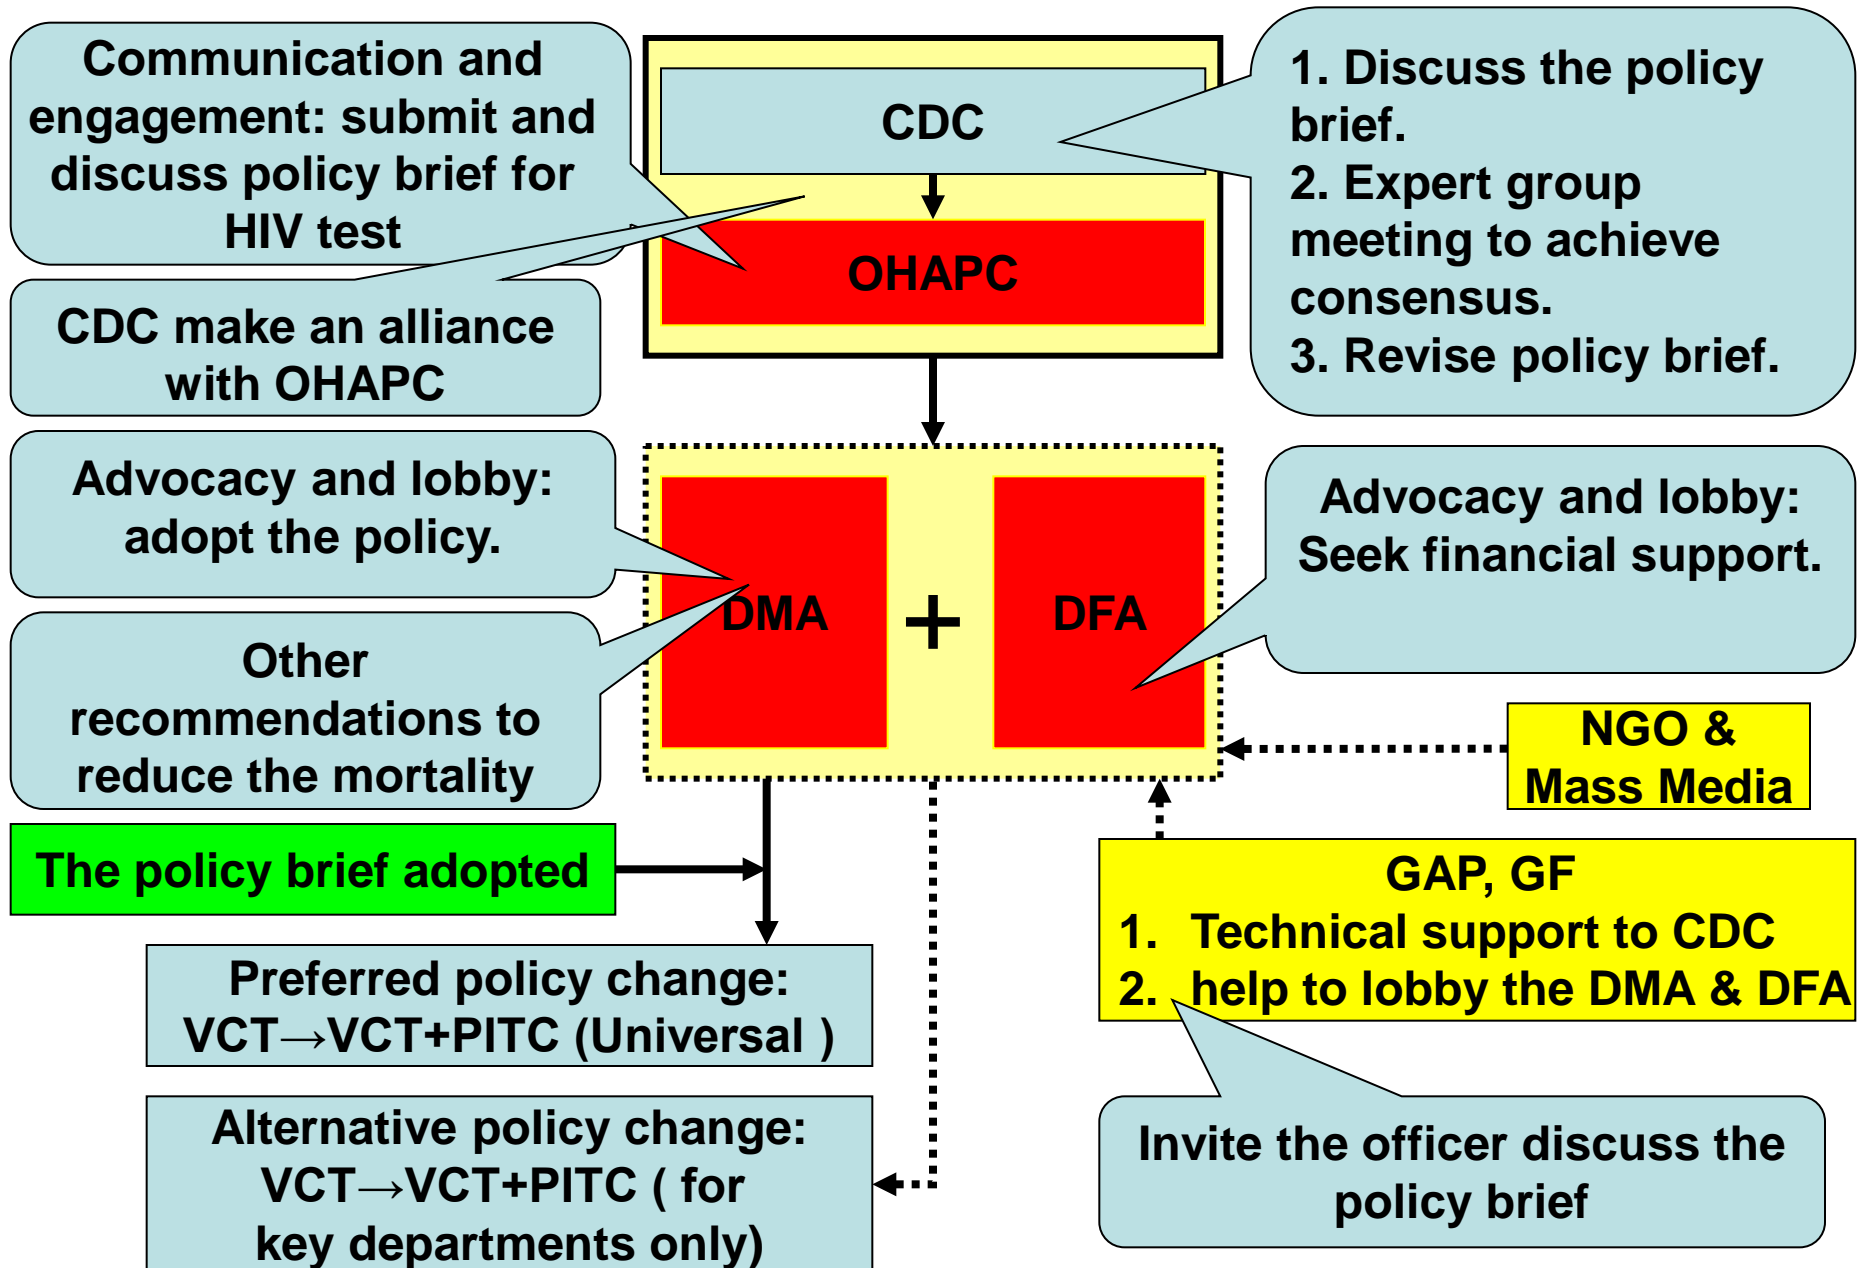 Communication and
engagement: submit and
discuss policy brief for
HIV test
CDC
1. Discuss the policy
brief.
2. Expert group
meeting to achieve
consensus.
3. Revise policy brief.
OHAPC
CDC make an alliance
with OHAPC
Advocacy and lobby:
adopt the policy.
Advocacy and lobby:
Seek financial support.
DMA
+
DFA
Other
recommendations to
reduce the mortality
NGO &
Mass Media
The policy brief adopted
GAP, GF
1. Technical support to CDC
2. help to lobby the DMA & DFA
Preferred policy change:
VCT→VCT+PITC (Universal )
Alternative policy change:
VCT→VCT+PITC ( for
key departments only)
Invite the officer discuss the
policy brief